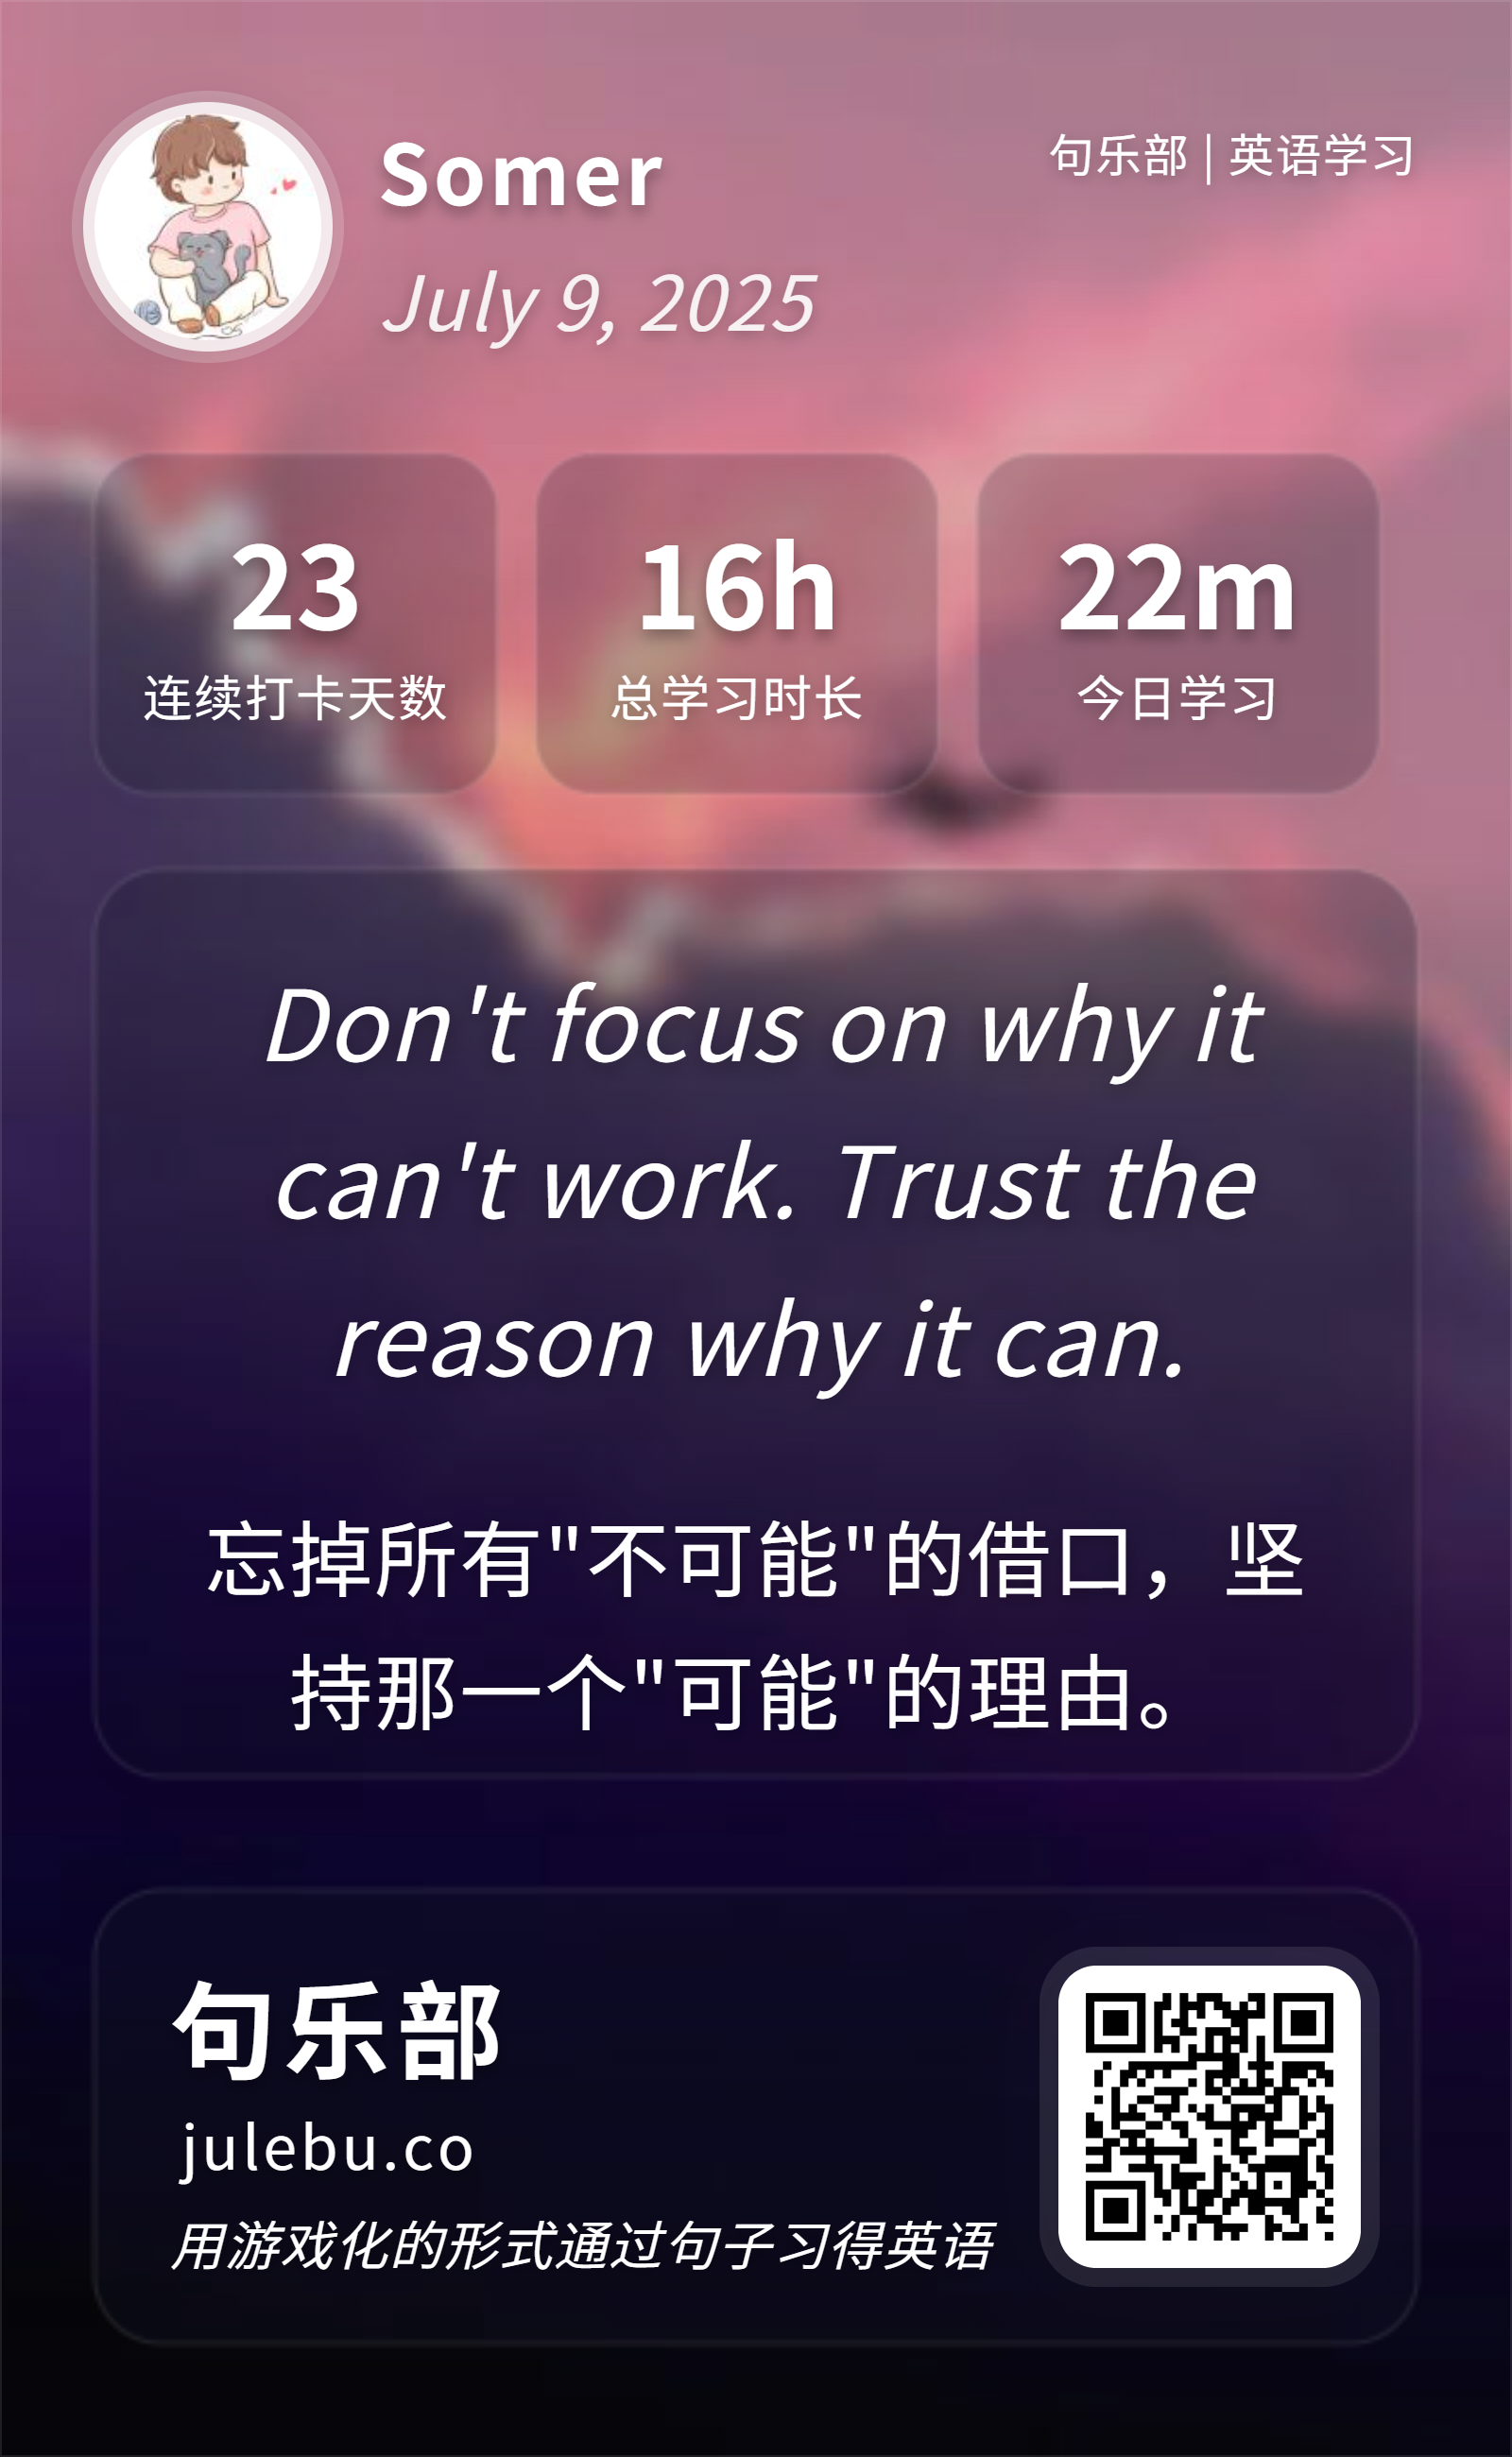 Somer
句乐部 | 英语学习
July 9, 2025
23
连续打卡天数
16h
总学习时长
22m
今日学习
Don't focus on why it
can't work. Trust the
reason why it can.
忘掉所有"不可能"的借口，坚
持那一个"可能"的理由。
句乐部
julebu.co
用游戏化的形式通过句子习得英语